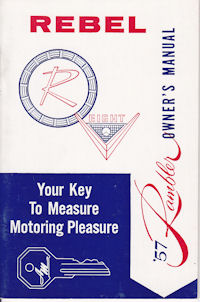 REBEL
R
EIGHT
V
Your Key
To Measure
Motoring Pleasure
'57 Rambler
OWNER'S MANUAL